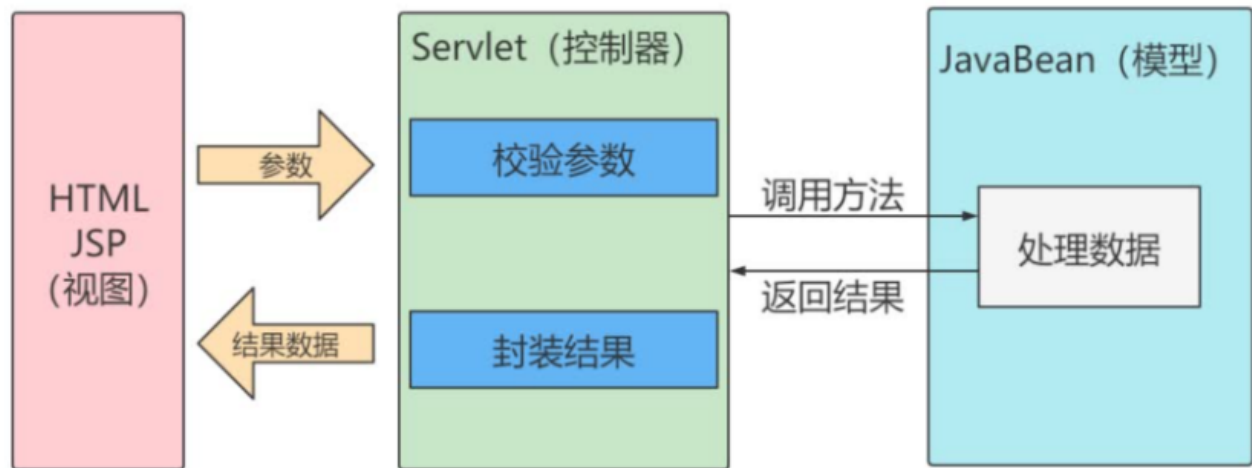 HTML
JSP
（视图）
参数
结果数据
Servlet（控制器）
校验参数
封装结果
调用方法
返回结果
JavaBean（模型）
处理数据